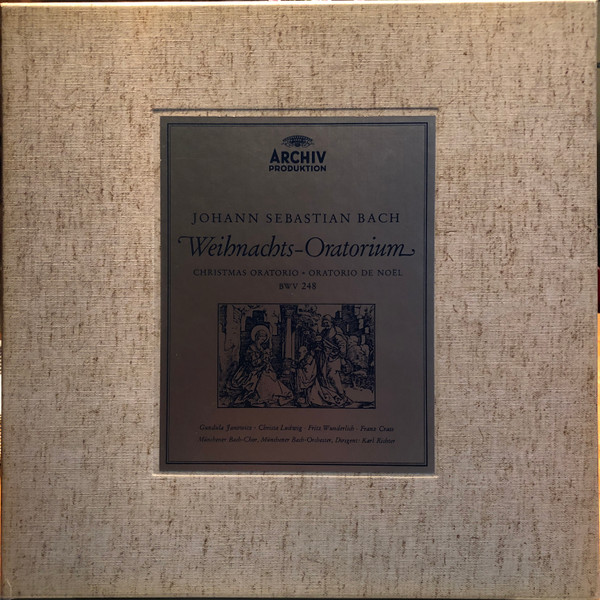 ARCHIV
PRODUKTION
JOHANN SEBASTIAN BACH
Weihnachts-Oratorium
CHRISTMAS ORATORIO • ORATORIO DE NOËL
BWV 248
Gundula Janowitz · Christa Ludwig · Fritz Wunderlich · Franz Crass
Münchener Bach-Chor · Münchener Bach-Orchester, Dirigent: Karl Richter